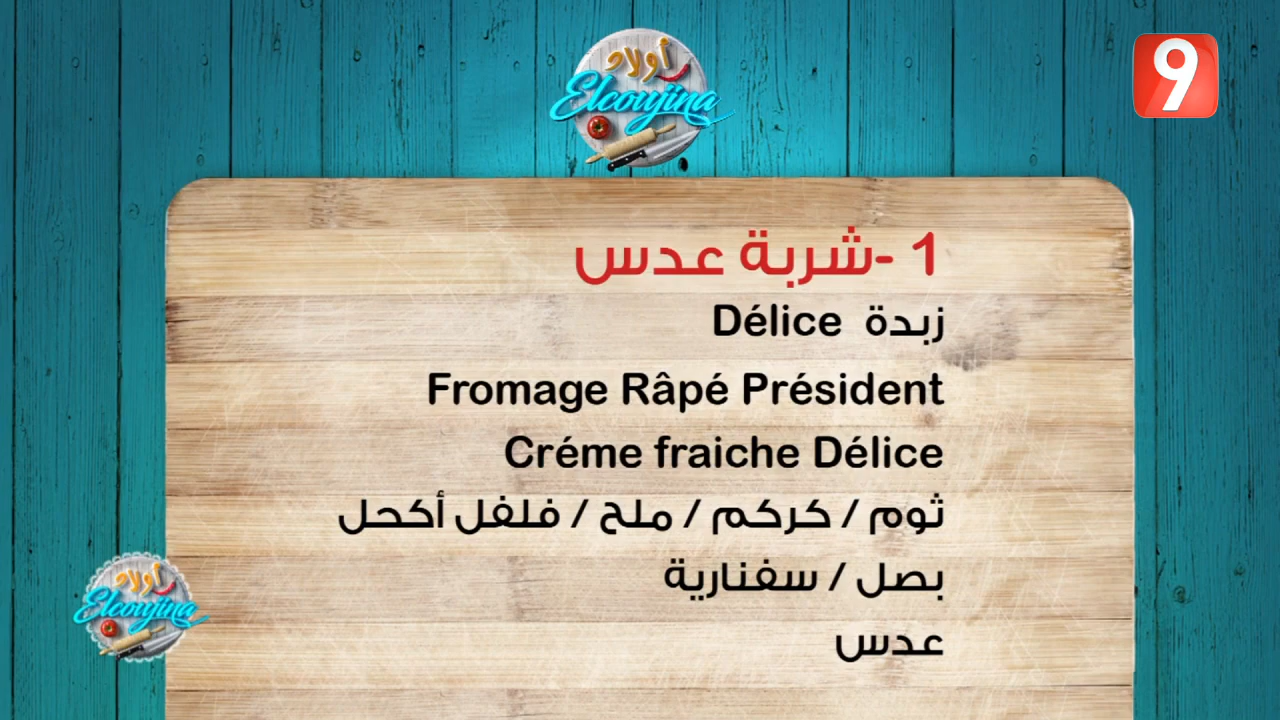 أولاد
Elcoujina
9
1 -شربة عدس
زبدة Délice
Fromage Râpé Président
Créme fraiche Délice
ثوم / كركم / ملح / فلفل أكحل
بصل / سفنارية
عدس
أولاد
Elcoujina